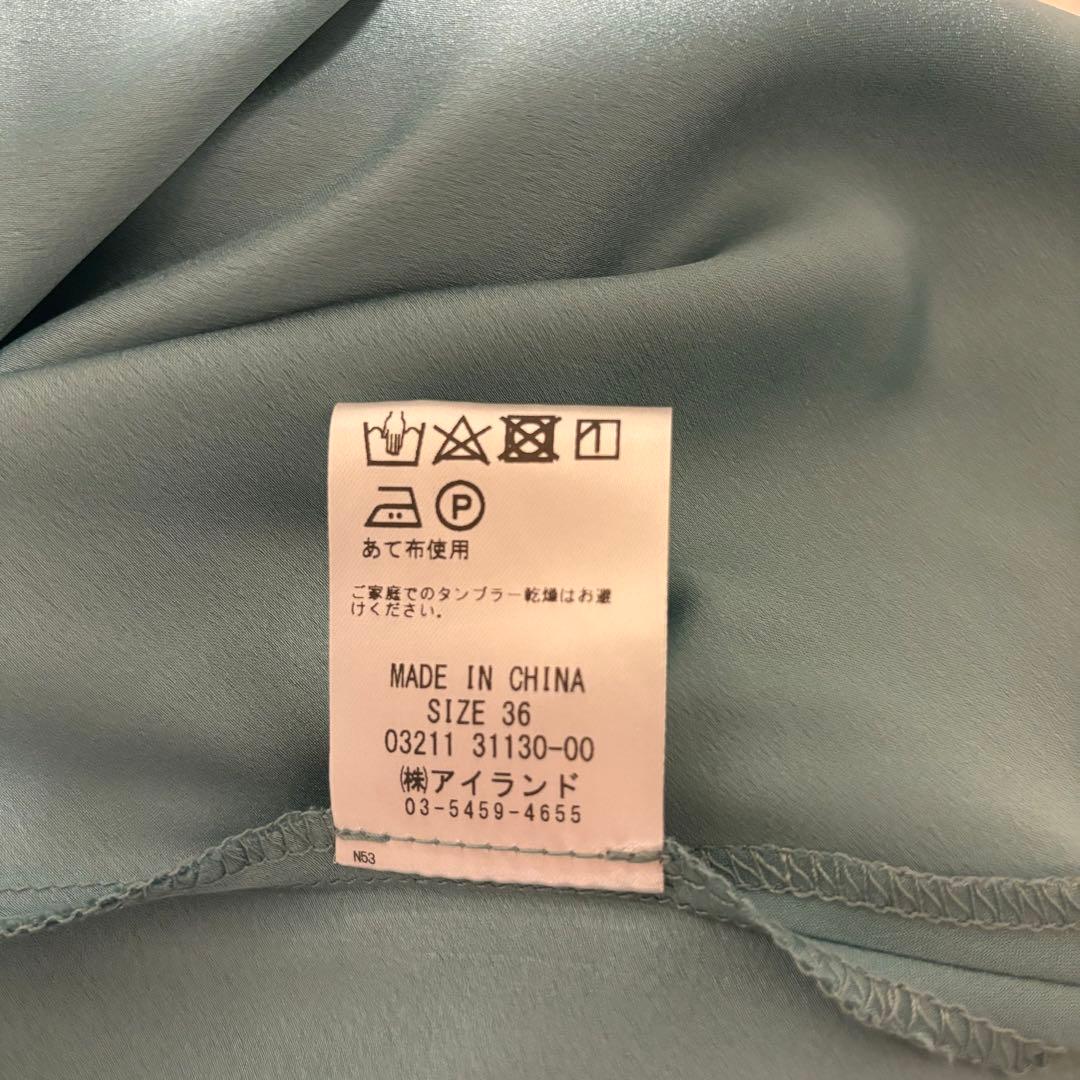 P
あて布使用
ご家庭でのタンブラー乾燥はお避
けください。
MADE IN CHINA
SIZE 36
03211 31130-00
㈱アイランド
03-5459-4655
N53